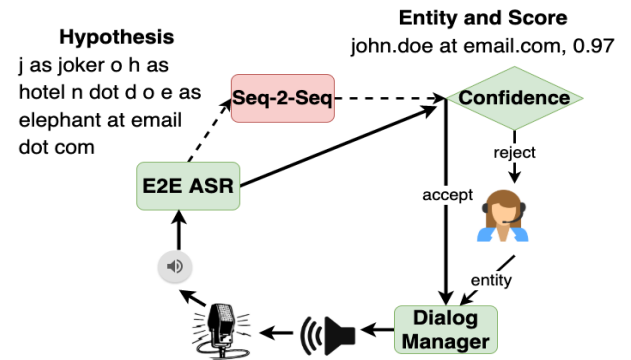 Hypothesis
j as joker o h as
hotel n dot d o e as
elephant at email
dot com
Entity and Score
john.doe at email.com, 0.97
Seq-2-Seq
Confidence
reject
E2E ASR
accept
entity
Dialog
Manager